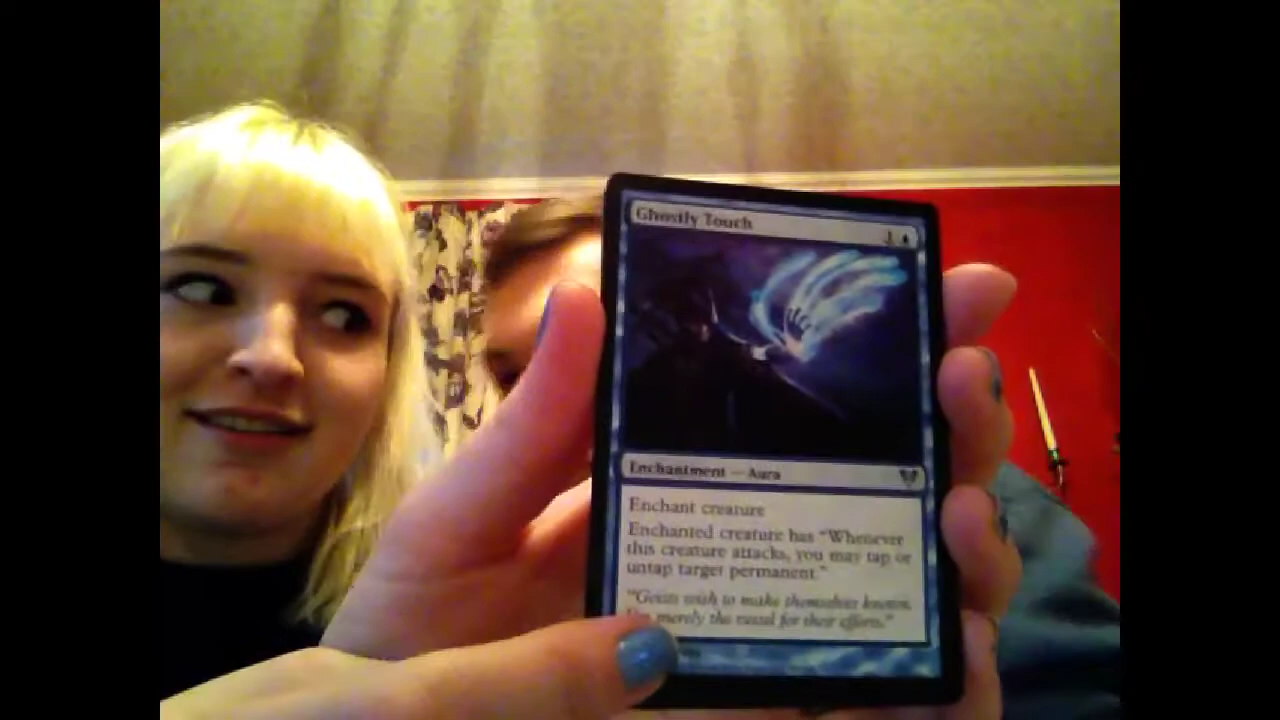 Ghostly Touch 1
Enchantment — Aura
Enchant creature
Enchanted creature has "Whenever
this creature attacks, you may tap or
untap target permanent."
"Geists wish to make themselves known.
merely the vessel for their efforts."